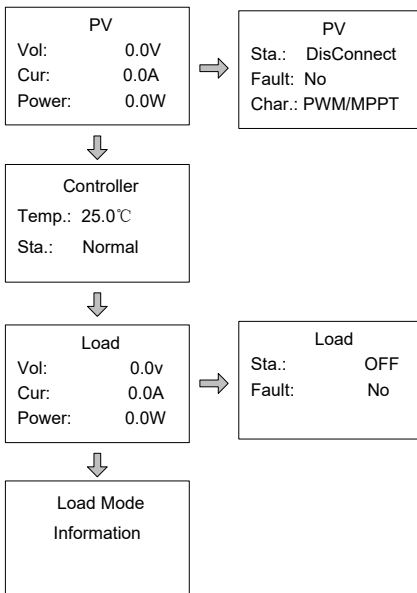 PV
Vol: 0.0V
Cur: 0.0A
Power: 0.0W
PV
Sta.: DisConnect
Fault: No
Char.: PWM/MPPT
Controller
Temp.: 25.0℃
Sta.: Normal
Load
Vol: 0.0v
Cur: 0.0A
Power: 0.0W
Load
Sta.: OFF
Fault: No
Load Mode
Information